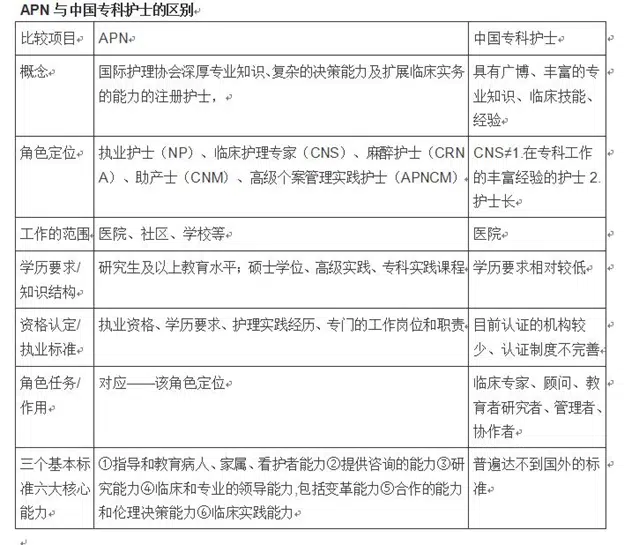 APN 与中国专科护士的区别
比较项目 APN 中国专科护士
概念 国际护理协会深厚专业知识、复杂的决策能力及扩展临床实务 具有广博、丰富的专
的能力的注册护士， 业知识、临床技能、
经验
角色定位 执业护士（NP）、临床护理专家（CNS）、麻醉护士（CRN CNS≠1.在专科工作
A）、助产士（CNM）、高级个案管理实践护士（APNCM） 的丰富经验的护士 2.
护士长
工作的范围 医院、社区、学校等 医院
学历要求/ 研究生及以上教育水平；硕士学位、高级实践、专科实践课程 学历要求相对较低
知识结构
资格认定/ 执业资格、学历要求、护理实践经历、专门的工作岗位和职责 目前认证的机构较
执业标准 少、认证制度不完善
角色任务/ 对应——该角色定位 临床专家、顾问、教
作用 育者研究者、管理者、
协作者
三个基本标 ①指导和教育病人、家属、看护者能力②提供咨询的能力③研 普遍达不到国外的标
准六大核心 究能力④临床和专业的领导能力,包括变革能力⑤合作的能力 准
能力 和伦理决策能力⑥临床实践能力